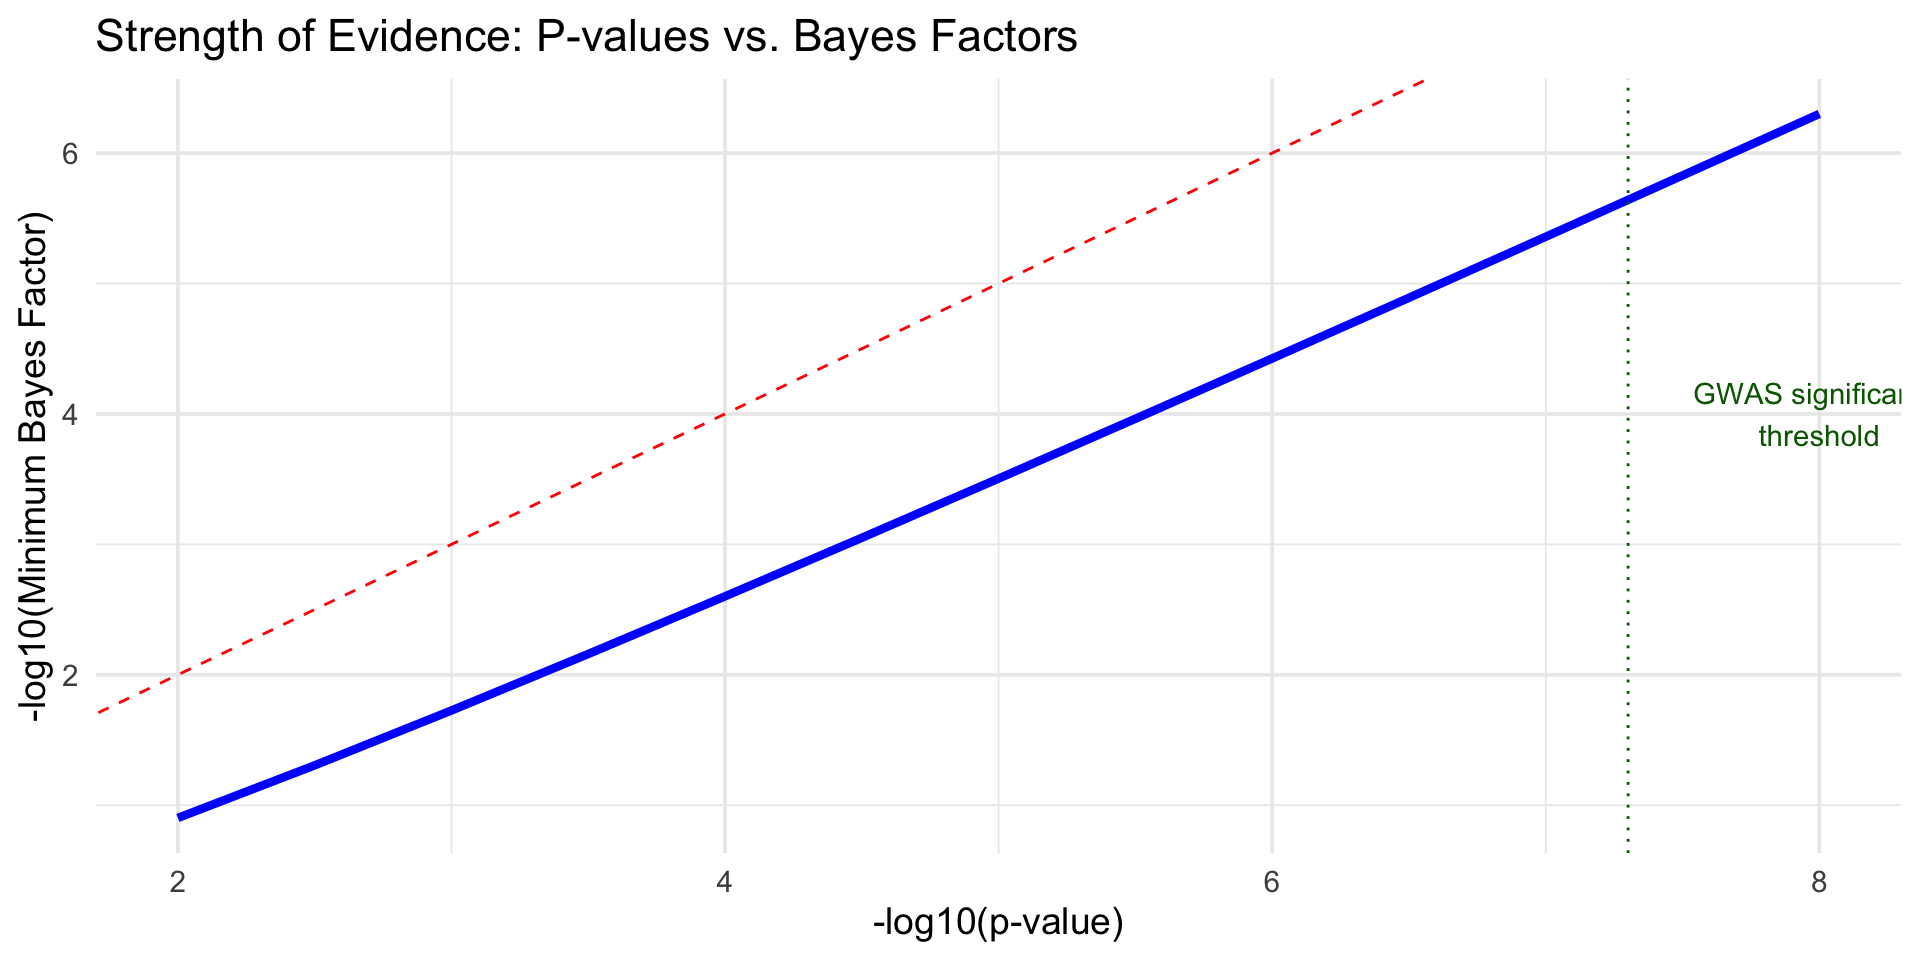 Strength of Evidence: P-values vs. Bayes Factors
-log10(Minimum Bayes Factor)
6
4
2
GWAS significan
threshold
2
4
6
8
-log10(p-value)